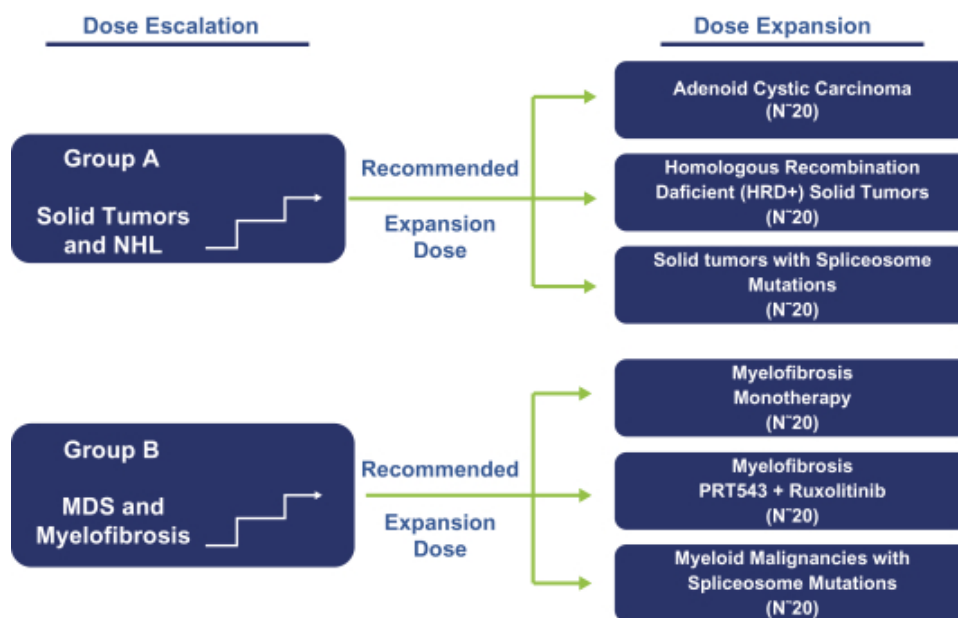 Dose Escalation
Dose Expansion
Group A
Solid Tumors
and NHL
Recommended
Expansion
Dose
Adenoid Cystic Carcinoma
(N˜20)
Homologous Recombination
Daficient (HRD+) Solid Tumors
(N˜20)
Solid tumors with Spliceosome
Mutations
(N˜20)
Group B
MDS and
Myelofibrosis
Recommended
Expansion
Dose
Myelofibrosis
Monotherapy
(N˜20)
Myelofibrosis
PRT543 + Ruxolitinib
(N˜20)
Myeloid Malignancies with
Spliceosome Mutations
(N˜20)